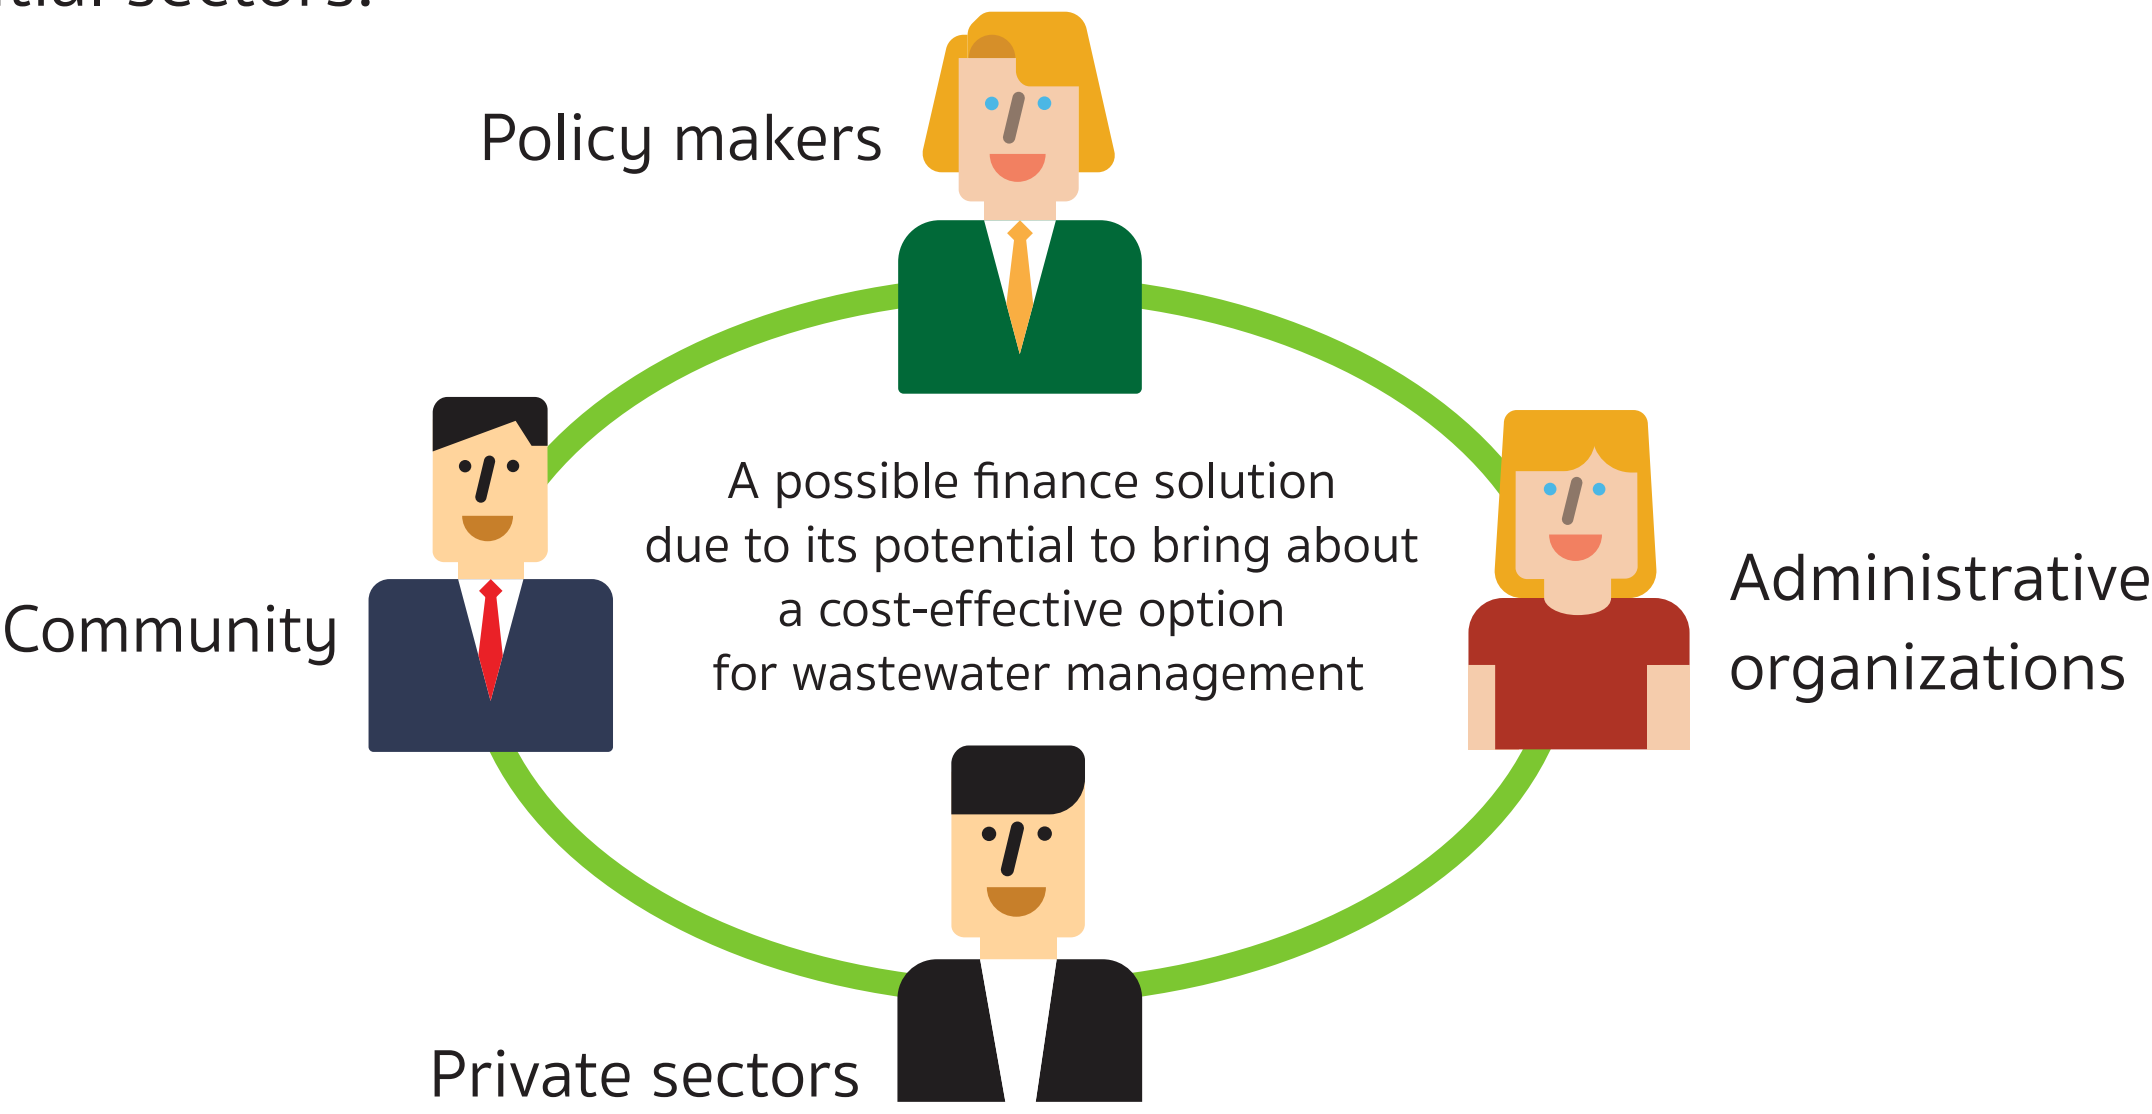 sectors.
Policy makers
A possible finance solution
due to its potential to bring about
a cost-effective option
for wastewater management
Administrative
organizations
Community
Private sectors